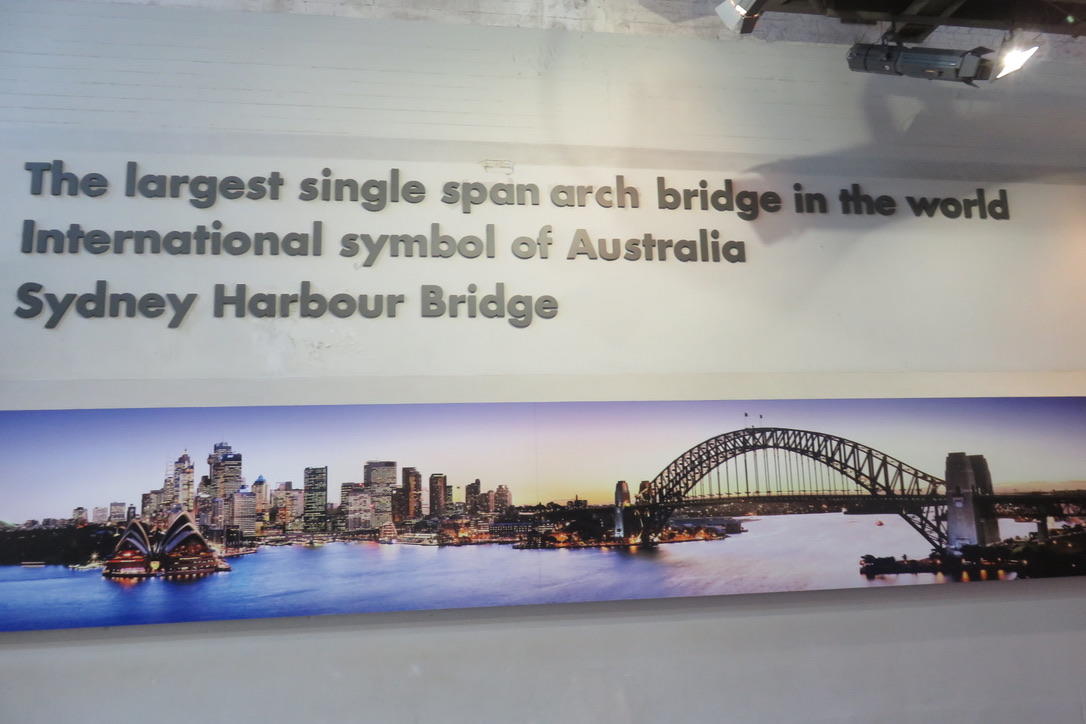 The largest single span arch bridge in the world
International symbol of Australia
Sydney Harbour Bridge